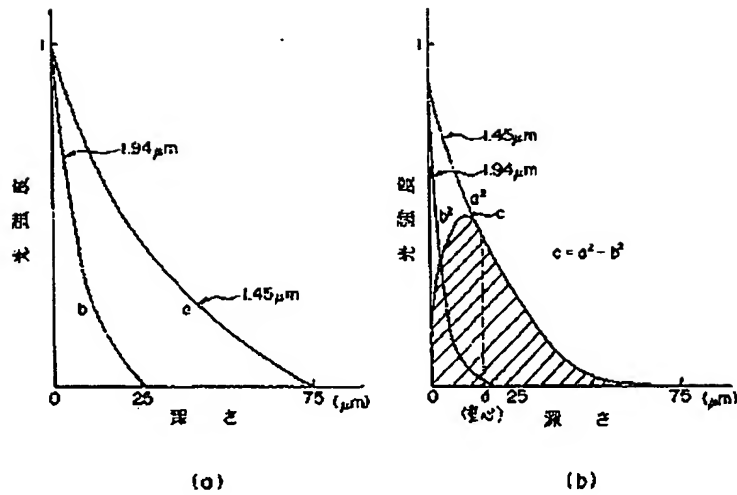 1
1.94μm
光強度
b
a
1.45μm
0 25 75 (μm)
深さ
(a)
1
1.45μm
1.94μm
a²
b²
c
光強度
c=a²-b²
0 d 25 75 (μm)
(重心) 深さ
(b)